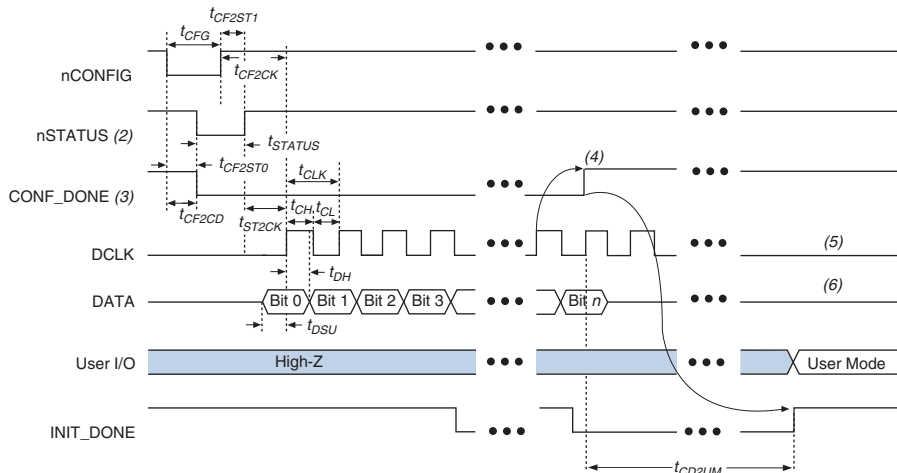 tCF2ST1
tCFG
nCONFIG
tCF2CK
nSTATUS (2)
tSTATUS
tCF2ST0
tCLK
(4)
CONF_DONE (3)
tCF2CD
tST2CK
tCH
tCL
DCLK
(5)
tDH
DATA
Bit 0
Bit 1
Bit 2
Bit 3
Bit n
(6)
tDSU
User I/O
High-Z
User Mode
INIT_DONE
tCD2UM